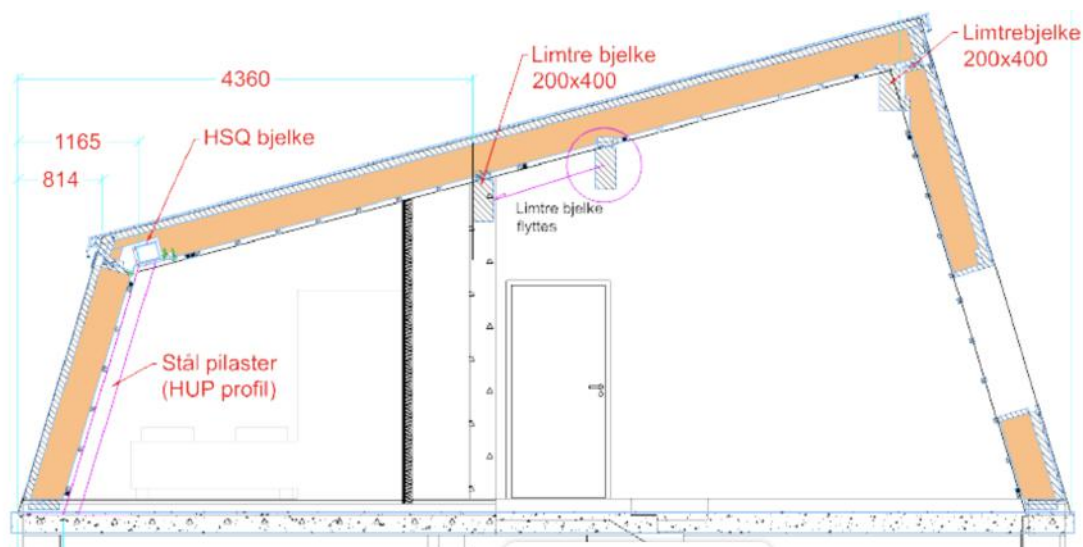 Limtrebjelke
200x400
Limtre bjelke
200x400
4360
HSQ bjelke
1165
814
Limtre bjelke
flyttes
Stål pilaster
(HUP profil)